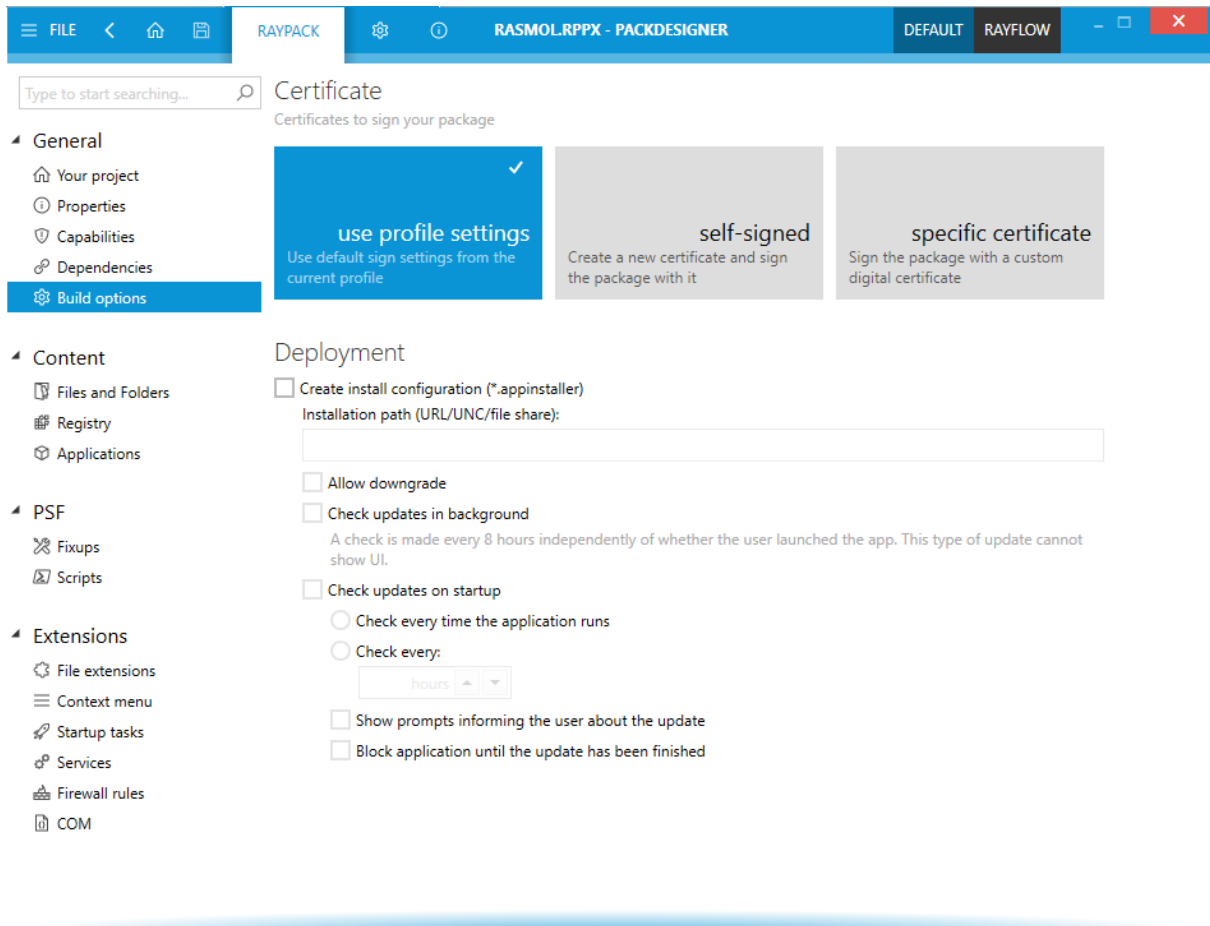 FILE
RAYPACK
RASMOL.RPPX - PACKDESIGNER
DEFAULT
RAYFLOW
Type to start searching...
General
Your project
Properties
Capabilities
Dependencies
Build options
Content
Files and Folders
Registry
Applications
PSF
Fixups
Scripts
Extensions
File extensions
Context menu
Startup tasks
Services
Firewall rules
COM
Certificate
Certificates to sign your package
use profile settings
Use default sign settings from the
current profile
self-signed
Create a new certificate and sign
the package with it
specific certificate
Sign the package with a custom
digital certificate
Deployment
Create install configuration (*.appinstaller)
Installation path (URL/UNC/file share):
Allow downgrade
Check updates in background
A check is made every 8 hours independently of whether the user launched the app. This type of update cannot
show UI.
Check updates on startup
Check every time the application runs
Check every:
hours
Show prompts informing the user about the update
Block application until the update has been finished